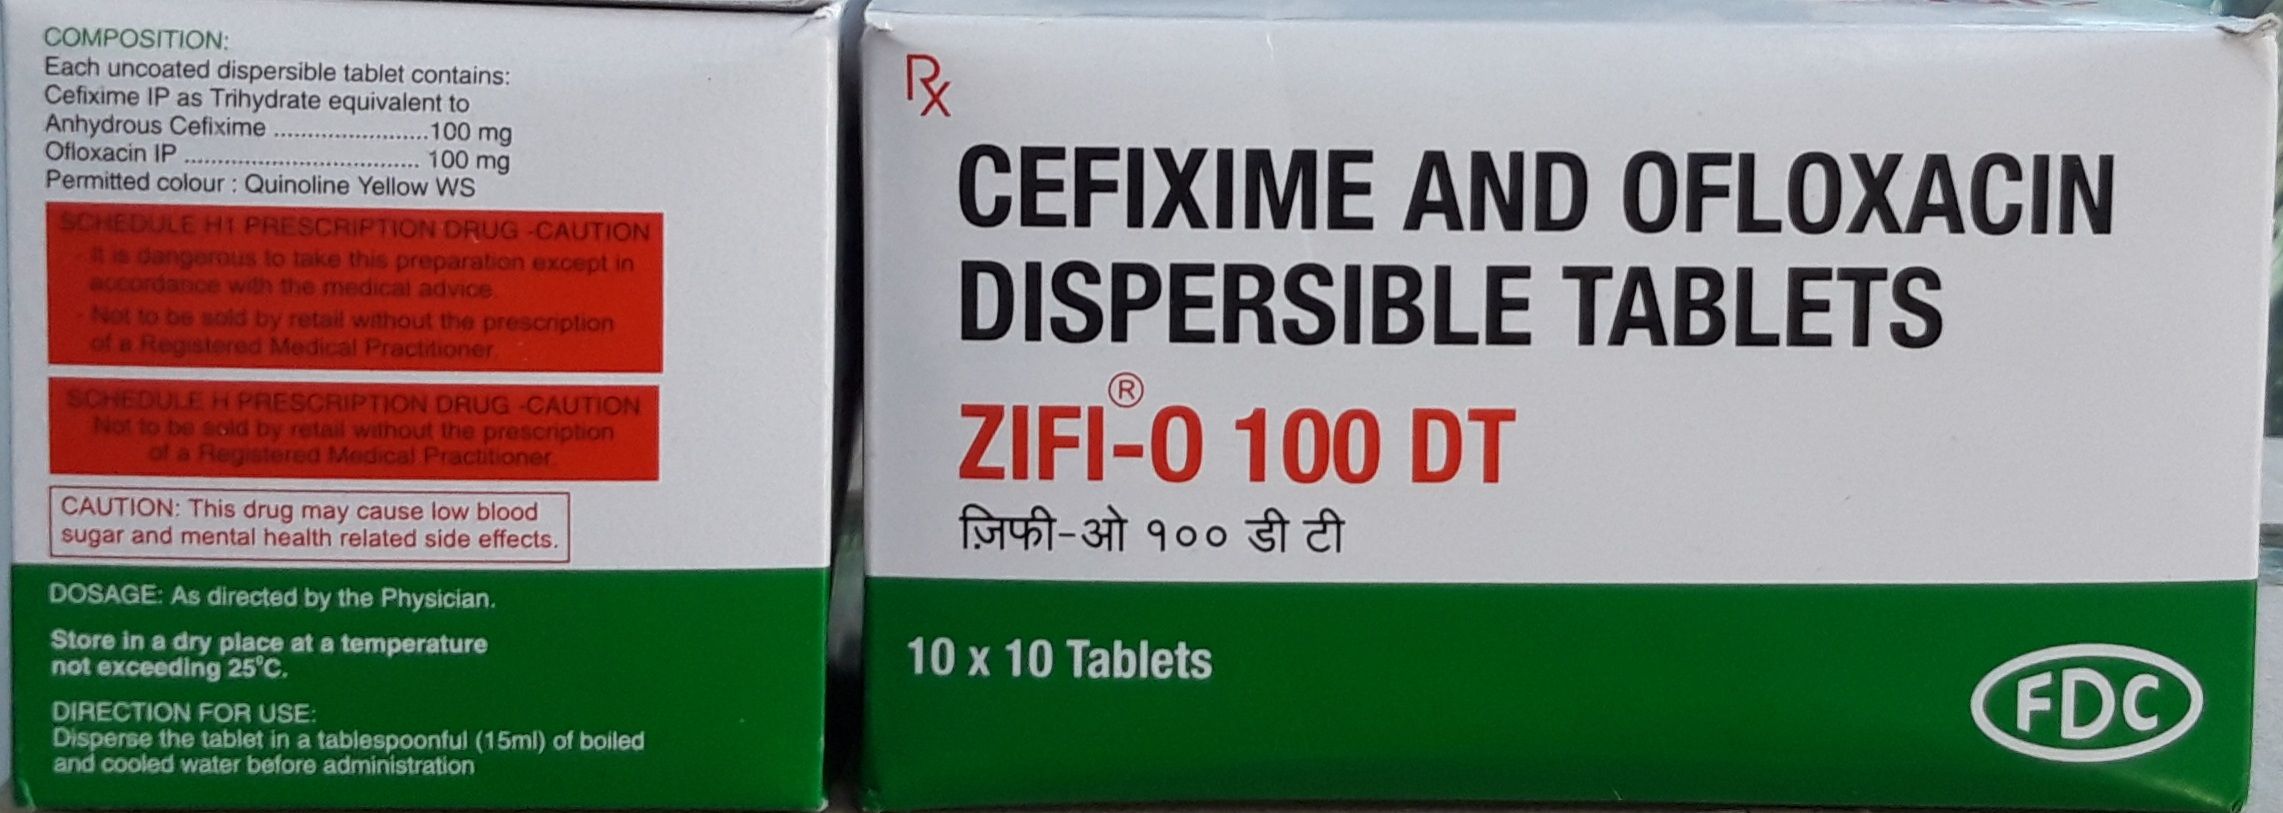 COMPOSITION:
Each uncoated dispersible tablet contains:
Cefixime IP as Trihydrate equivalent to
Anhydrous Cefixime .......................100 mg
Ofloxacin IP ................................... 100 mg
Permitted colour : Quinoline Yellow WS
SCHEDULE H1 PRESCRIPTION DRUG -CAUTION
- It is dangerous to take this preparation except in
accordance with the medical advice.
- Not to be sold by retail without the prescription
of a Registered Medical Practitioner.
SCHEDULE H PRESCRIPTION DRUG -CAUTION
Not to be sold by retail without the prescription
of a Registered Medical Practitioner.
CAUTION: This drug may cause low blood
sugar and mental health related side effects.
DOSAGE: As directed by the Physician.
Store in a dry place at a temperature
not exceeding 25°C.
DIRECTION FOR USE:
Disperse the tablet in a tablespoonful (15ml) of boiled
and cooled water before administration
Rx
CEFIXIME AND OFLOXACIN
DISPERSIBLE TABLETS
ZIFI®-O 100 DT
ज़िफी-ओ १०० डी टी
10 x 10 Tablets
FDC